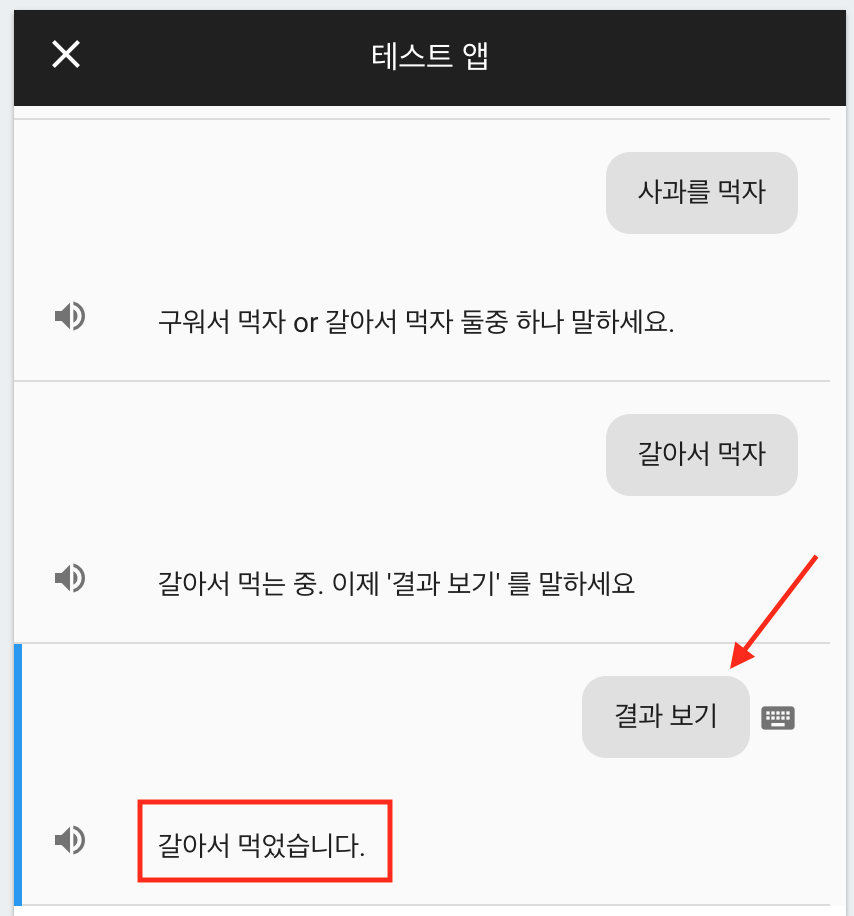 테스트 앱
사과를 먹자
구워서 먹자 or 갈아서 먹자 둘중 하나 말하세요.
갈아서 먹자
갈아서 먹는 중. 이제 '결과 보기' 를 말하세요
결과 보기
갈아서 먹었습니다.